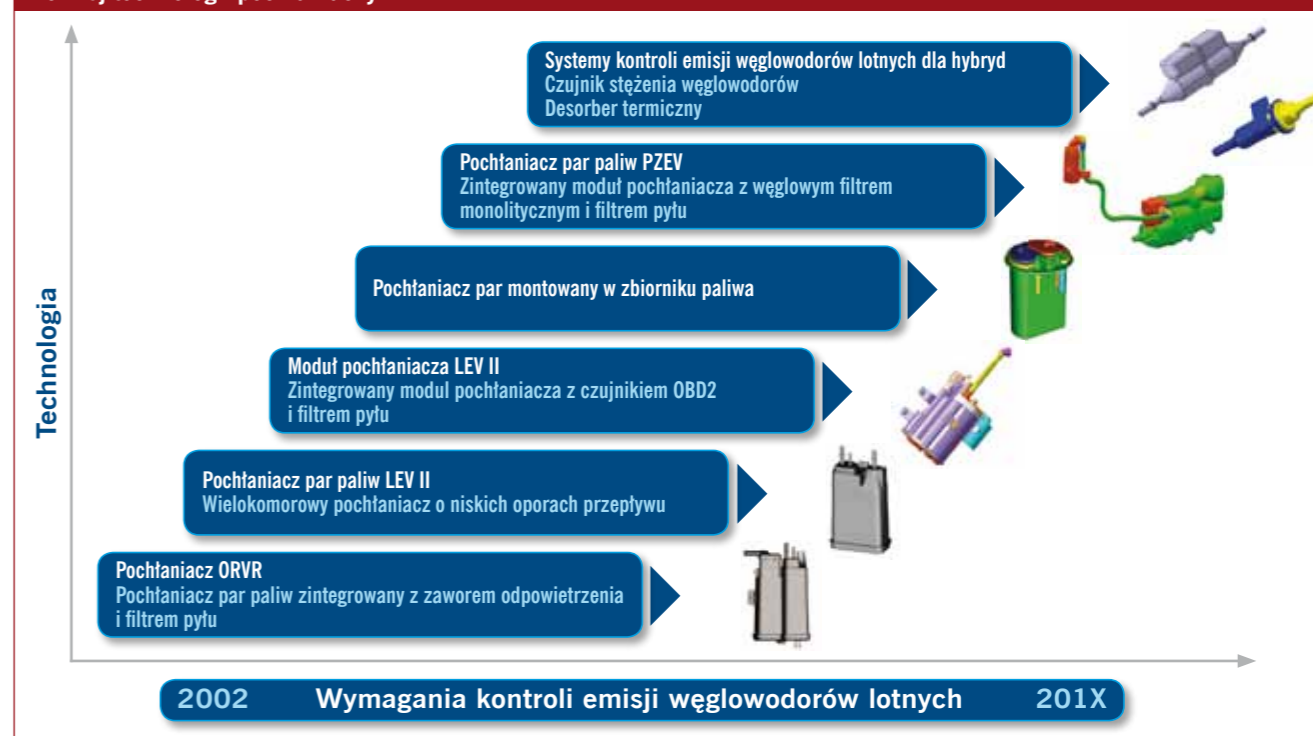 Systemy kontroli emisji węglowodorów lotnych dla hybryd
Czujnik stężenia węglowodorów
Desorber termiczny
Pochłaniacz par paliw PZEV
Zintegrowany moduł pochłaniacza z węglowym filtrem
monolitycznym i filtrem pyłu
Pochłaniacz par montowany w zbiorniku paliwa
Moduł pochłaniacza LEV II
Zintegrowany modul pochłaniacza z czujnikiem OBD2
i filtrem pyłu
Pochłaniacz par paliw LEV II
Wielokomorowy pochłaniacz o niskich oporach przepływu
Pochłaniacz ORVR
Pochłaniacz par paliw zintegrowany z zaworem odpowietrzenia
i filtrem pyłu
Technologia
2002 Wymagania kontroli emisji węglowodorów lotnych 201X